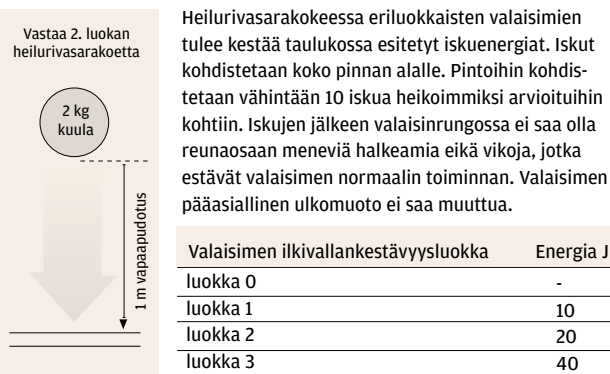 Vastaa 2. luokan
heilurivasarakoetta
2 kg
kuula
1 m vapaapudotus
Heilurivasarakokeessa eriluokkaisten valaisimien
tulee kestää taulukossa esitetyt iskuenergiat. Iskut
kohdistetaan koko pinnan alalle. Pintoihin kohdis-
tetaan vähintään 10 iskua heikoimmiksi arvioituihin
kohtiin. Iskujen jälkeen valaisinrungossa ei saa olla
reunaosaan meneviä halkeamia eikä vikoja, jotka
estävät valaisimen normaalin toiminnan. Valaisimen
pääasiallinen ulkomuoto ei saa muuttua.
Valaisimen ilkivallankestävyysluokka Energia J
luokka 0 -
luokka 1 10
luokka 2 20
luokka 3 40